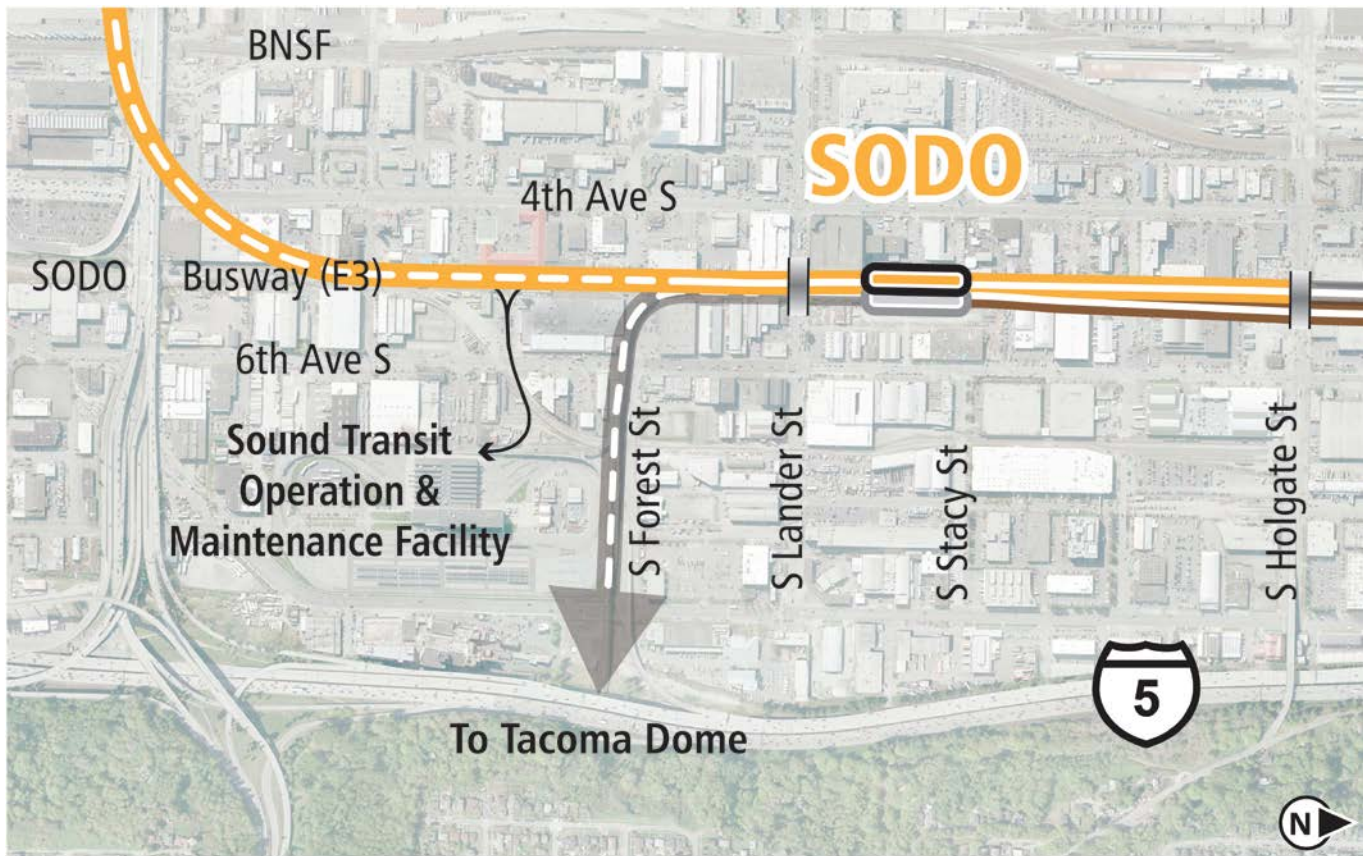 BNSF
SODO
4th Ave S
SODO Busway (E3)
6th Ave S
Sound Transit
Operation &
Maintenance Facility
S Forest St
S Lander St
S Stacy St
S Holgate St
5
To Tacoma Dome
N